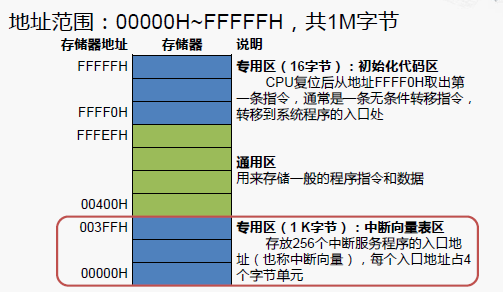 地址范围：00000H~FFFFFH，共1M字节
存储器地址 存储器 说明
FFFFFH
专用区（16字节）：初始化代码区
CPU复位后从地址FFFF0H取出第
一条指令，通常是一条无条件转移指令，
转移到系统程序的入口处
FFFF0H
FFFEFH
通用区
用来存储一般的程序指令和数据
00400H
003FFH
专用区（1 K字节）：中断向量表区
存放256个中断服务程序的入口地
址（也称中断向量），每个入口地址占4
个字节单元
00000H